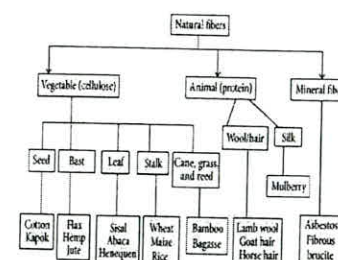 Natural fibers
Vegetable (cellulose)
Animal (protein)
Mineral fibe
Wool/hair
Silk
Seed
Bast
Leaf
Stalk
Cane, grass,
and reed
Mulberry
Cotton
Kapok
Flax
Hemp
Jute
Sisal
Abaca
Henequen
Wheat
Maize
Rice
Bamboo
Bagasse
Lamb wool
Goat hair
Horse hair
Asbestos
Fibrous
brucite